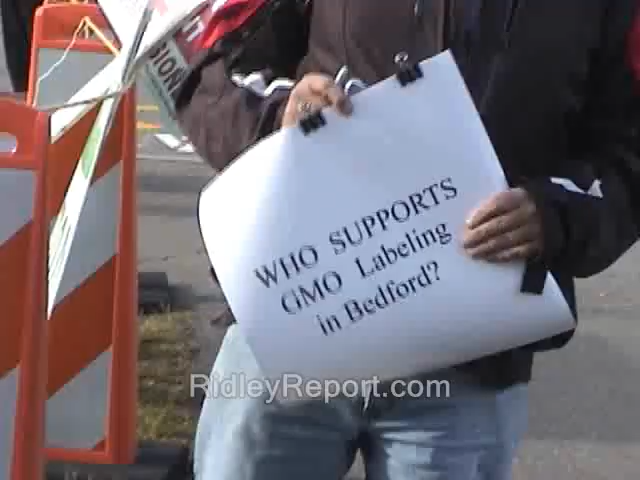 WHO SUPPORTS
GMO Labeling
in Bedford?
RidleyReport.com